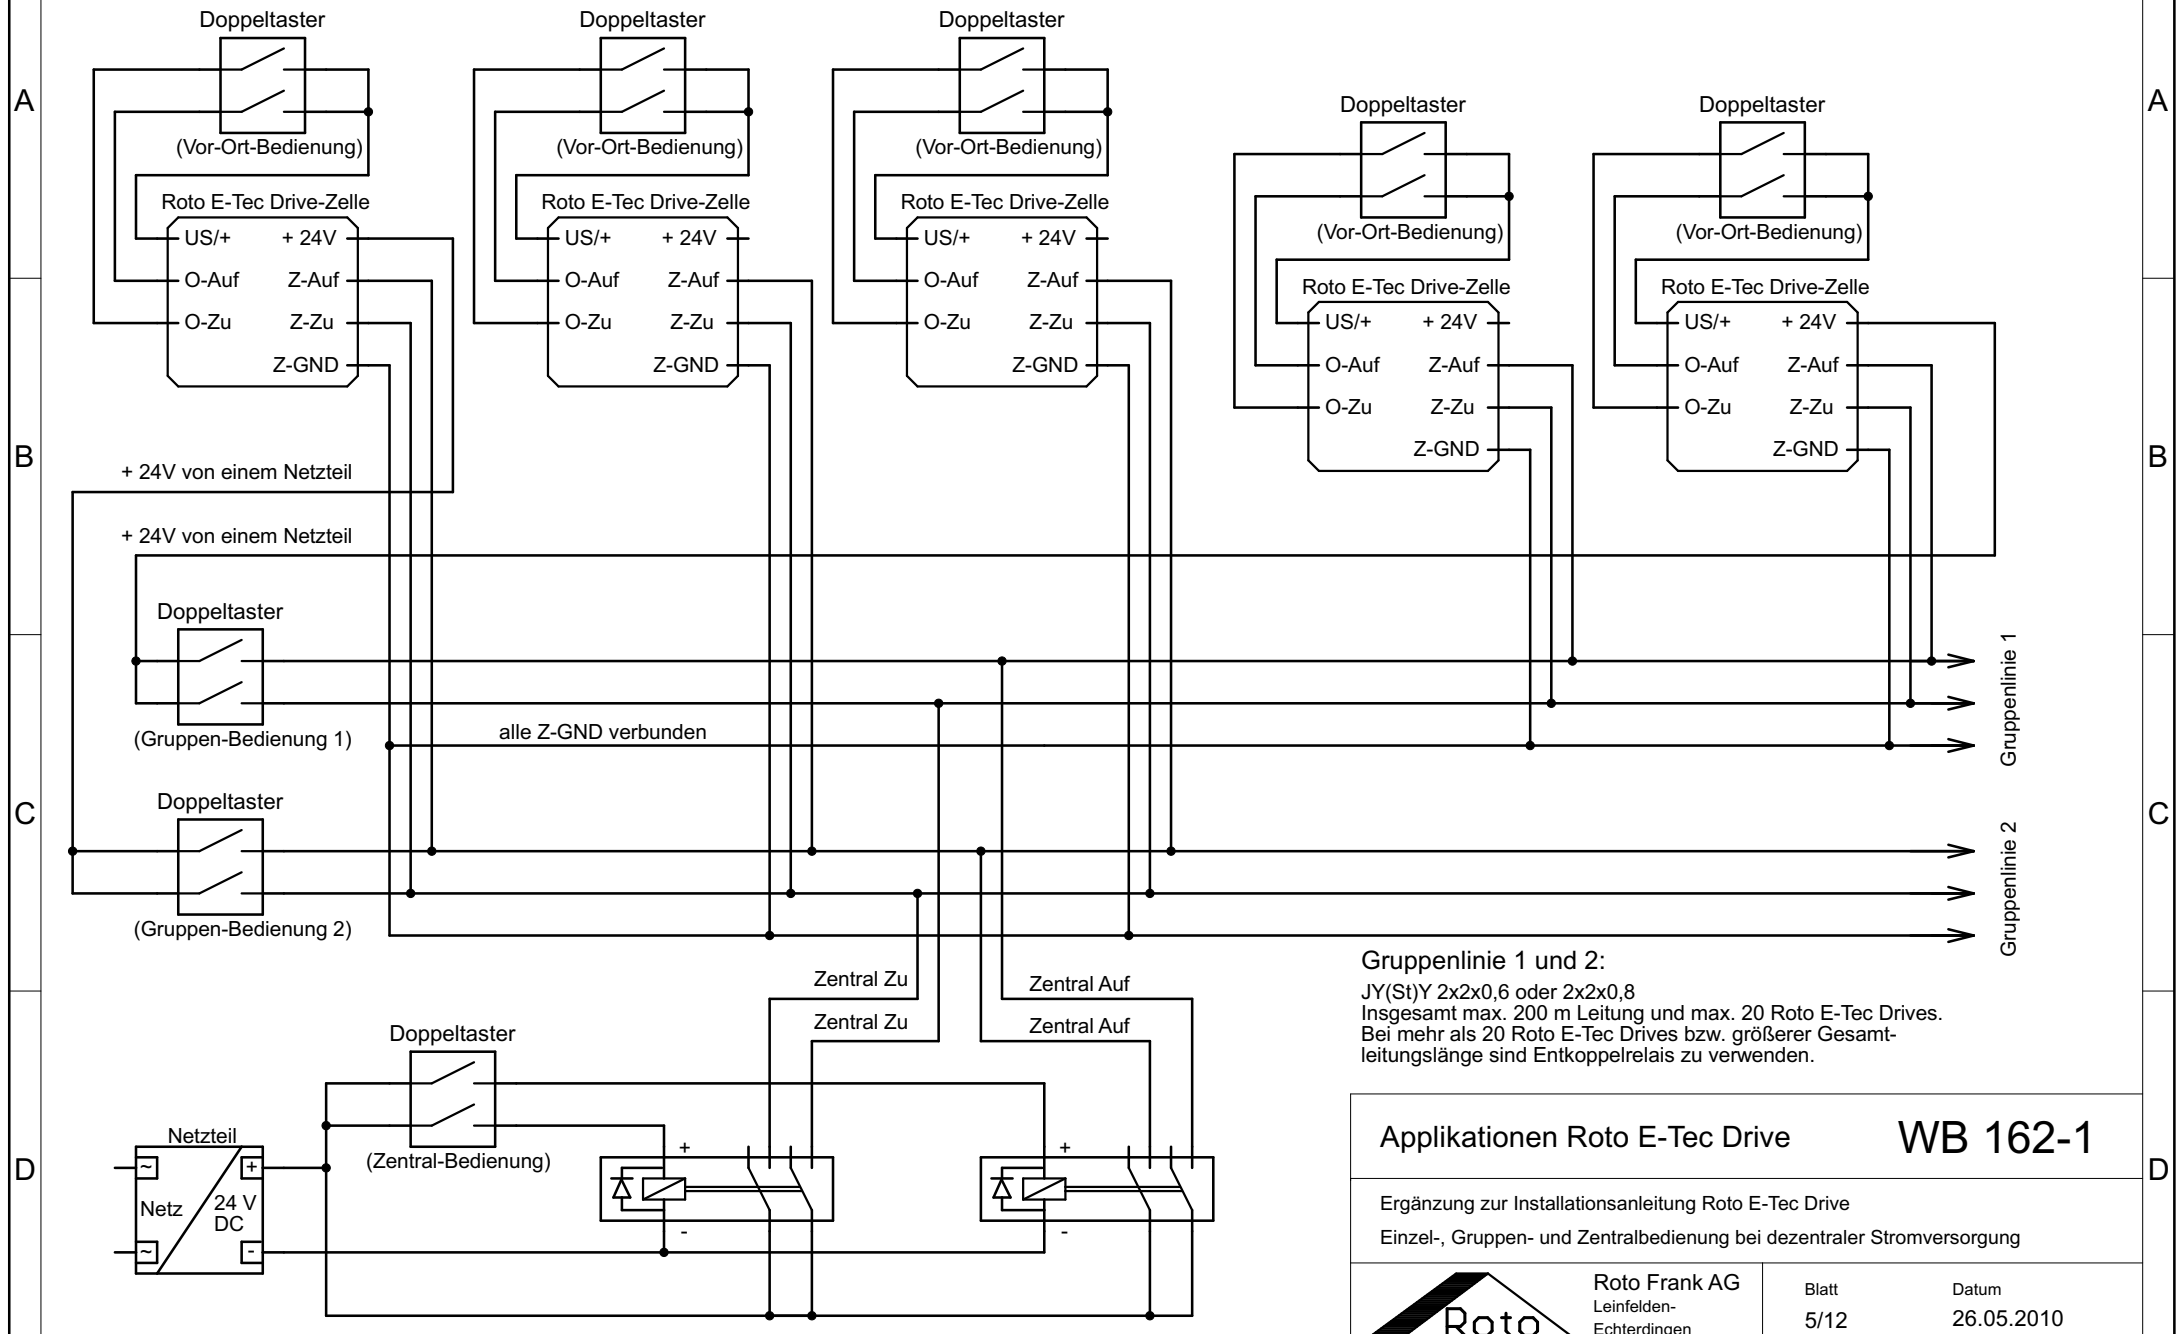 Doppeltaster
Doppeltaster
Doppeltaster
Doppeltaster
Doppeltaster
A
A
(Vor-Ort-Bedienung)
(Vor-Ort-Bedienung)
(Vor-Ort-Bedienung)
(Vor-Ort-Bedienung)
(Vor-Ort-Bedienung)
Roto E-Tec Drive-Zelle
US/+ + 24V
O-Auf Z-Auf
O-Zu Z-Zu
Z-GND
Roto E-Tec Drive-Zelle
US/+ + 24V
O-Auf Z-Auf
O-Zu Z-Zu
Z-GND
Roto E-Tec Drive-Zelle
US/+ + 24V
O-Auf Z-Auf
O-Zu Z-Zu
Z-GND
Roto E-Tec Drive-Zelle
US/+ + 24V
O-Auf Z-Auf
O-Zu Z-Zu
Z-GND
Roto E-Tec Drive-Zelle
US/+ + 24V
O-Auf Z-Auf
O-Zu Z-Zu
Z-GND
B
B
+ 24V von einem Netzteil
+ 24V von einem Netzteil
Doppeltaster
(Gruppen-Bedienung 1)
alle Z-GND verbunden
Gruppenlinie 1
C
C
Doppeltaster
(Gruppen-Bedienung 2)
Gruppenlinie 2
Zentral Zu
Zentral Auf
Zentral Zu
Zentral Auf
Gruppenlinie 1 und 2:
JY(St)Y 2x2x0,6 oder 2x2x0,8
Insgesamt max. 200 m Leitung und max. 20 Roto E-Tec Drives.
Bei mehr als 20 Roto E-Tec Drives bzw. größerer Gesamt-
leitungslänge sind Entkoppelrelais zu verwenden.
Doppeltaster
(Zentral-Bedienung)
D
D
Netzteil
~ +
Netz 24 V
DC
~ -
+
-
+
-
Applikationen Roto E-Tec Drive WB 162-1
Ergänzung zur Installationsanleitung Roto E-Tec Drive
Einzel-, Gruppen- und Zentralbedienung bei dezentraler Stromversorgung
Roto
Roto Frank AG
Leinfelden-
Echterdingen
Blatt
5/12
Datum
26.05.2010